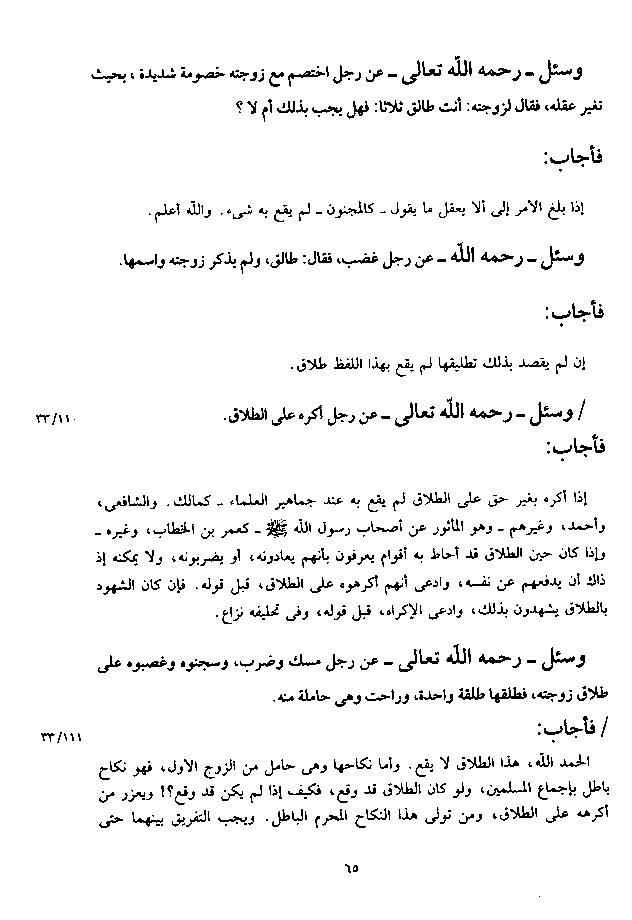 وسئل ـ رحمه الله تعالى ـ عن رجل اختصم مع زوجته خصومة شديدة، بحيث
تغير عقله، فقال لزوجته: أنت طالق ثلاثا: فهل يجب بذلك أم لا ؟
فأجاب:
إذا بلغ الأمر إلى ألا يعقل ما يقول ـ كالمجنون ـ لم يقع به شىء. والله أعلم.
وسئل ـ رحمه الله ـ عن رجل غضب، فقال: طالق، ولم يذكر زوجته واسمها.
فأجاب:
إن لم يقصد بذلك تطليقها لم يقع بهذا اللفظ طلاق.
/ وسئل ـ رحمه الله تعالى ـ عن رجل أكره على الطلاق. ٣٣/١١٠
فأجاب:
إذا أكره بغير حق على الطلاق لم يقع به عند جماهير العلماء ـ كمالك. والشافعى،
وأحمد، وغيرهم ـ وهو المأثور عن أصحاب رسول الله ﷺ ـ كعمر بن الخطاب، وغيره ـ
وإذا كان حين الطلاق قد أحاط به أقوام يعرفون بأنهم يعادونه، أو يضربونه، ولا يمكنه إذ
ذاك أن يدفعهم عن نفسه، وادعى أنهم أكرهوه على الطلاق، قبل قوله. فإن كان الشهود
بالطلاق يشهدون بذلك، وادعى الإكراه، قبل قوله، وفى تحليفه نزاع.
وسئل ـ رحمه الله تعالى ـ عن رجل مسك وضرب، وسجنوه وغصبوه على
طلاق زوجته، فطلقها طلقة واحدة، وراحت وهى حاملة منه.
/ فأجاب: ٣٣/١١١
الحمد الله، هذا الطلاق لا يقع. وأما نكاحها وهى حامل من الزوج الأول، فهو نكاح
باطل بإجماع المسلمين، ولو كان الطلاق قد وقع، فكيف إذا لم يكن قد وقع؟! ويعزر من
أكرهه على الطلاق، ومن تولى هذا النكاح المحرم الباطل. ويجب التفريق بينهما حتى
٦٥